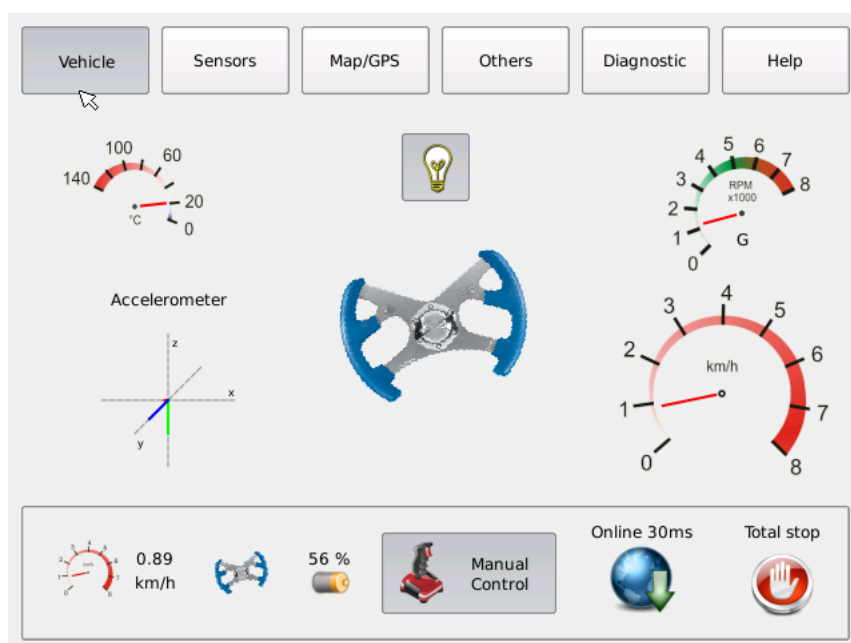 Vehicle
Sensors
Map/GPS
Others
Diagnostic
Help
100
60
140
20
°C
0
5
6
4
7
3
RPM
x1000
8
2
1
G
0
Accelerometer
z
x
y
4
3
5
2
6
km/h
1
7
0
8
0.89
km/h
56 %
Manual
Control
Online 30ms
Total stop